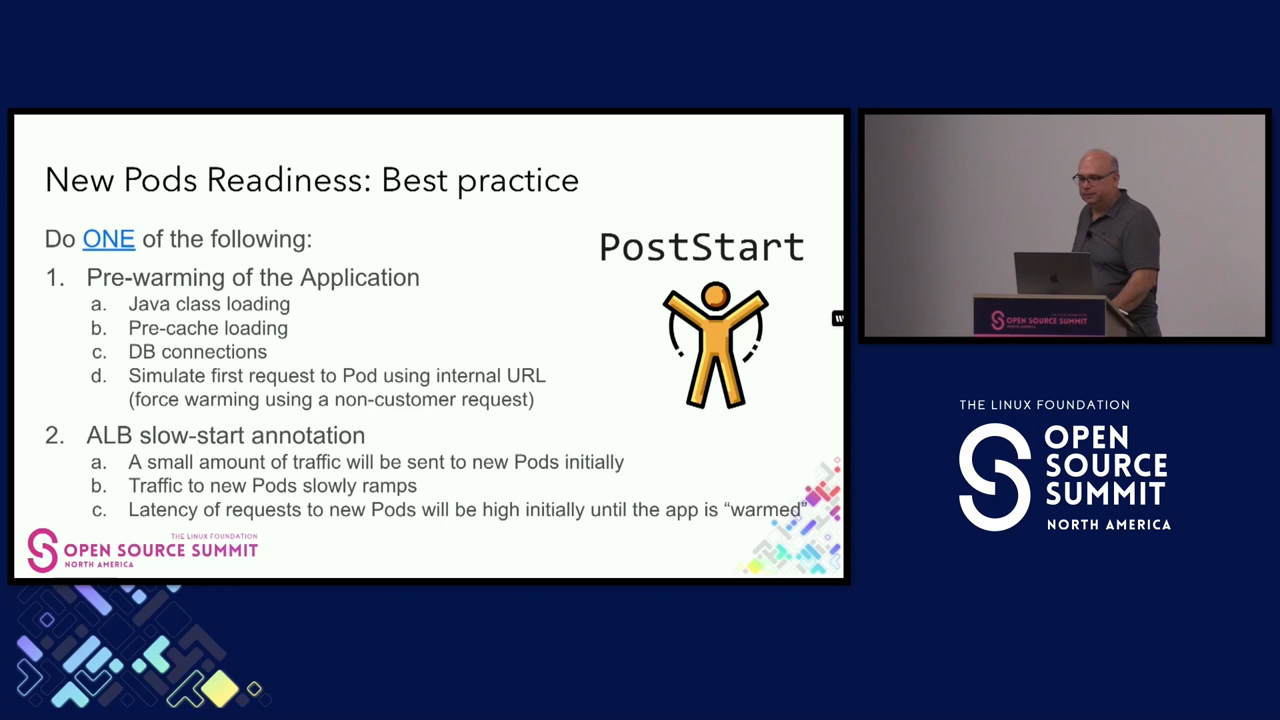 New Pods Readiness: Best practice
Do ONE of the following:
1. Pre-warming of the Application
a. Java class loading
b. Pre-cache loading
c. DB connections
d. Simulate first request to Pod using internal URL
(force warming using a non-customer request)
2. ALB slow-start annotation
a. A small amount of traffic will be sent to new Pods initially
b. Traffic to new Pods slowly ramps
c. Latency of requests to new Pods will be high initially until the app is “warmed”
PostStart
THE LINUX FOUNDATION
OPEN SOURCE SUMMIT
NORTH AMERICA
OPEN SOURCE SUMMIT
NORTH AMERICA
THE LINUX FOUNDATION
OPEN
SOURCE
SUMMIT
NORTH AMERICA